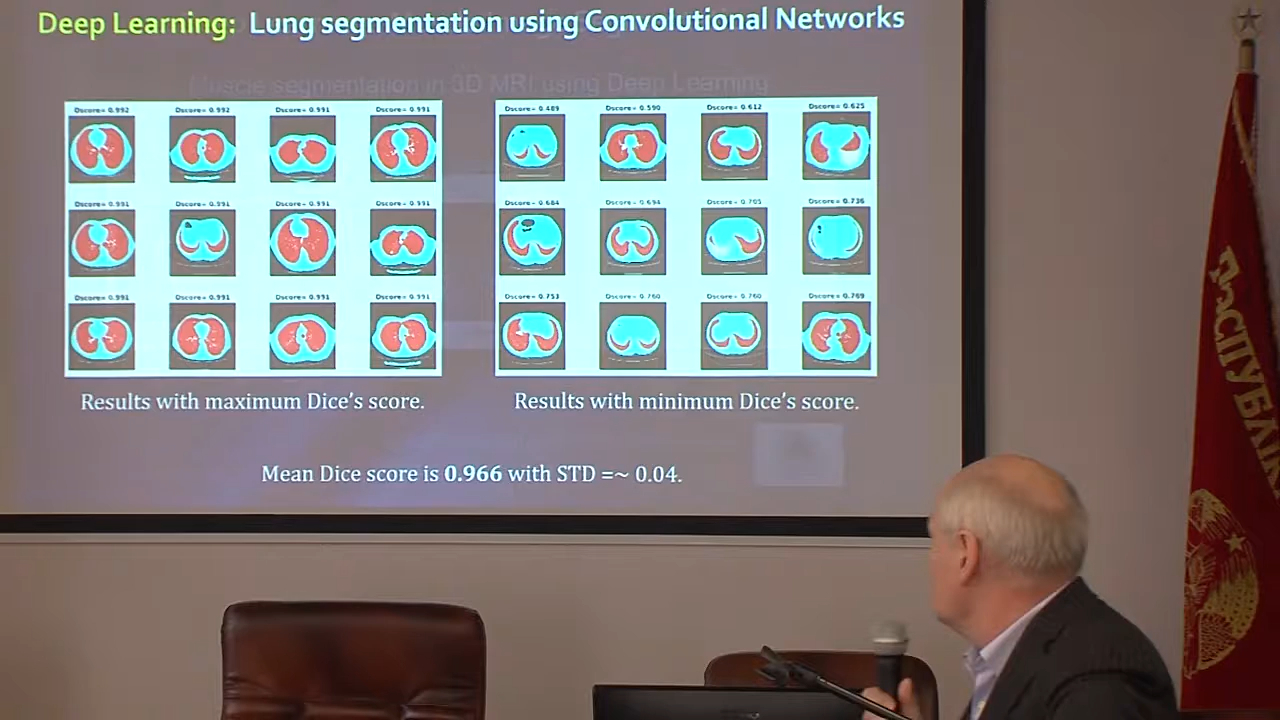 Deep Learning: Lung segmentation using Convolutional Networks
Muscle segmentation in 3D MRI using Deep Learning
Dscore= 0.992 Dscore= 0.992 Dscore= 0.991 Dscore= 0.991
Dscore= 0.991 Dscore= 0.991 Dscore= 0.991 Dscore= 0.991
Dscore= 0.991 Dscore= 0.991 Dscore= 0.991 Dscore= 0.991
Dscore= 0.489 Dscore= 0.590 Dscore= 0.612 Dscore= 0.625
Dscore= 0.684 Dscore= 0.694 Dscore= 0.705 Dscore= 0.736
Dscore= 0.753 Dscore= 0.760 Dscore= 0.760 Dscore= 0.769
Results with maximum Dice's score.
Results with minimum Dice's score.
Mean Dice score is 0.966 with STD =~ 0.04.